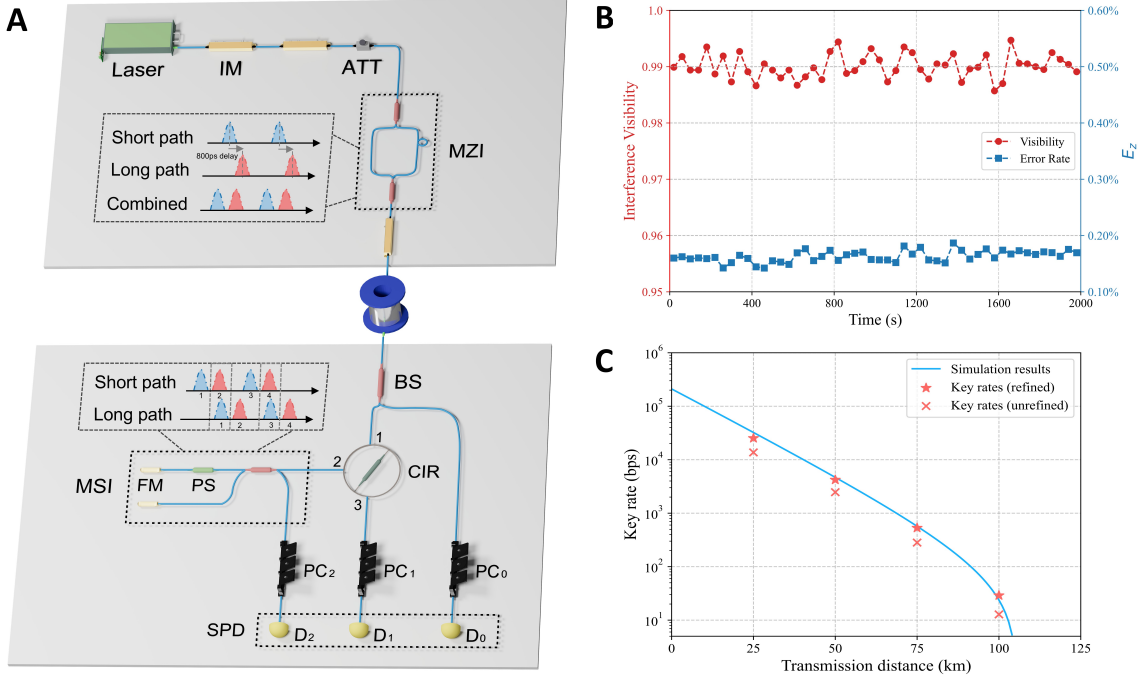 A
Laser
IM
ATT
Short path
800ps delay
Long path
Combined
MZI
BS
Short path
1 2 3 4
Long path
1 2 3 4
MSI
FM
PS
1
2
3
CIR
PC2
PC1
PC0
SPD
D2
D1
D0
B
1.0
0.99
0.98
0.97
0.96
0.95
Interference Visibility
0.60%
0.50%
0.40%
0.30%
0.20%
0.10%
Ez
Visibility
Error Rate
0 400 800 1200 1600 2000
Time (s)
C
10^6
10^5
10^4
10^3
10^2
10^1
Key rate (bps)
Simulation results
Key rates (refined)
Key rates (unrefined)
0 25 50 75 100 125
Transmission distance (km)